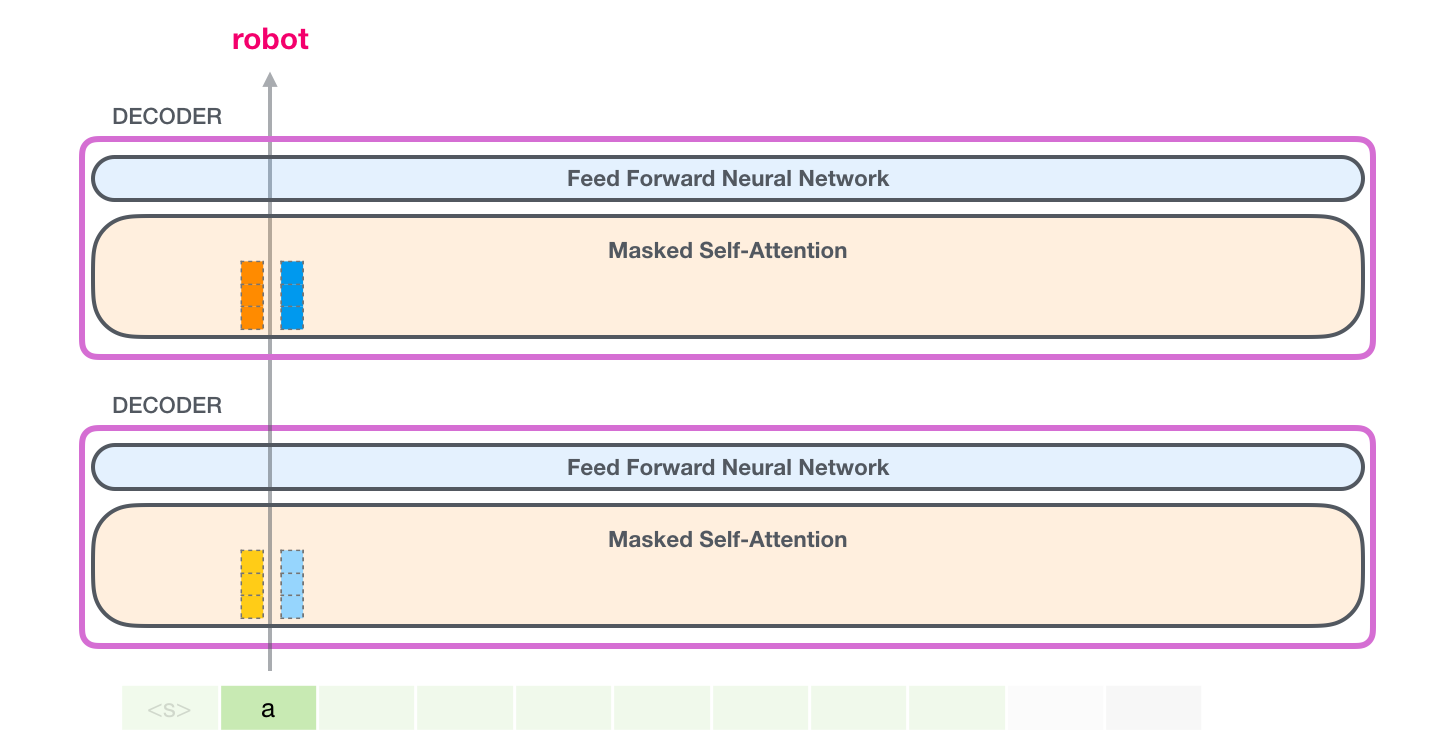 robot
DECODER
Feed Forward Neural Network
Masked Self-Attention
DECODER
Feed Forward Neural Network
Masked Self-Attention
<s> a